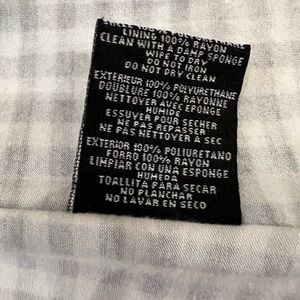 LINING 100% RAYON
CLEAN WITH A DAMP SPONGE
WIPE TO DRY
DO NOT IRON
DO NOT DRY CLEAN
EXTÉRIEUR 100% POLYURETHANE
DOUBLURE 100% RAYONNE
NETTOYER AVEC EPONGE
HUMIDE
ESSUYER POUR SECHER
NE PAS REPASSER
NE PAS NETTOYER A SEC
EXTERIOR 100% POLIURETANO
FORRO 100% RAYON
LIMPIAR CON UNA ESPONGE
HUMEDA
TOALLITA PARA SECAR
NO PLANCHAR
NO LAVAR EN SECO